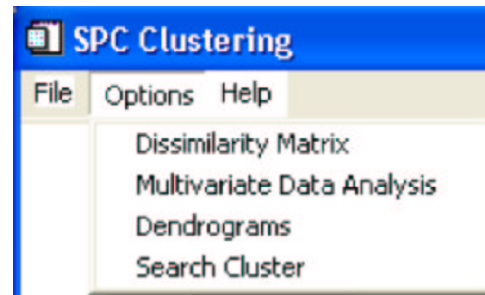 SPC Clustering
File Options Help
Dissimilarity Matrix
Multivariate Data Analysis
Dendrograms
Search Cluster